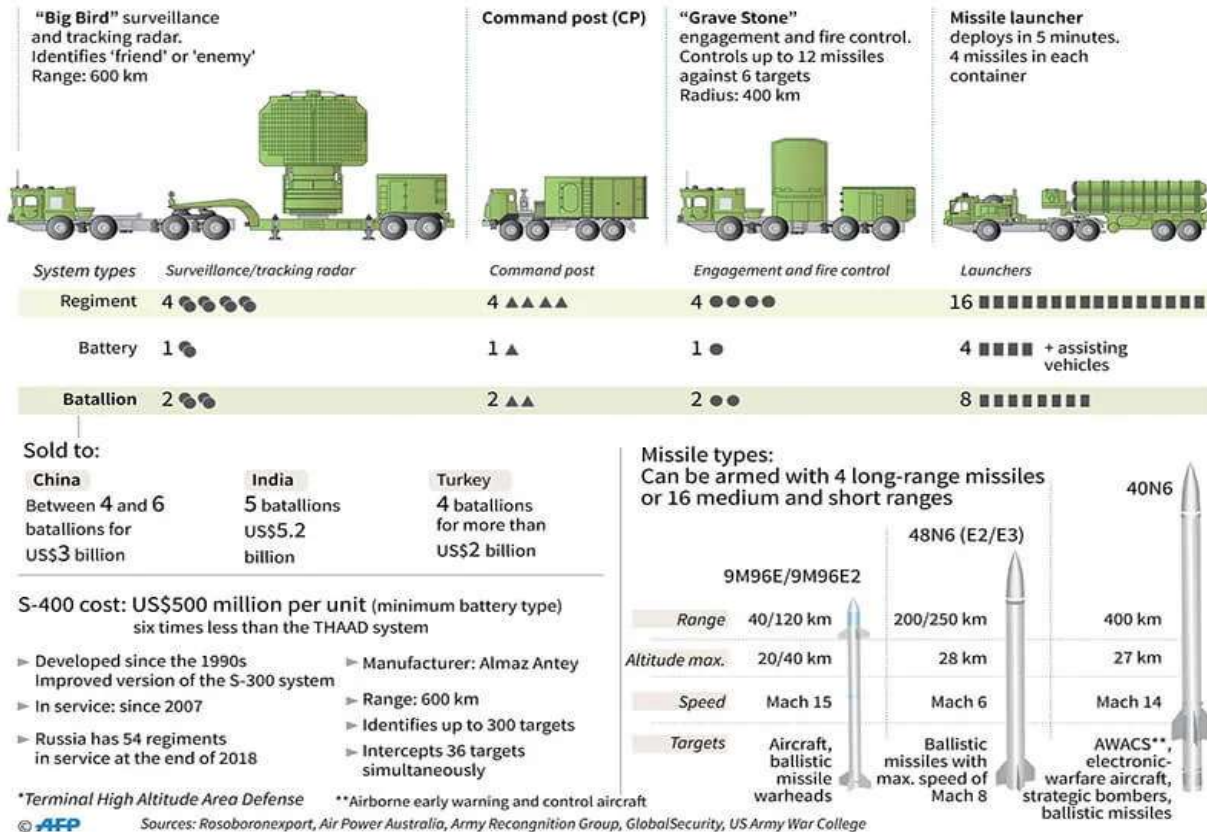 “Big Bird” surveillance
and tracking radar.
Identifies ‘friend’ or 'enemy’
Range: 600 km
Command post (CP)
“Grave Stone”
engagement and fire control.
Controls up to 12 missiles
against 6 targets
Radius: 400 km
Missile launcher
deploys in 5 minutes.
4 missiles in each
container
System types Surveillance/tracking radar Command post Engagement and fire control Launchers
Regiment 4 4 4 16
Battery 1 1 1 4 + assisting
vehicles
Batallion 2 2 2 8
Sold to:
China
Between 4 and 6
batallions for
US$3 billion
India
5 batallions
US$5.2
billion
Turkey
4 batallions
for more than
US$2 billion
S-400 cost: US$500 million per unit (minimum battery type)
six times less than the THAAD system
Developed since the 1990s
Improved version of the S-300 system
In service: since 2007
Russia has 54 regiments
in service at the end of 2018
Manufacturer: Almaz Antey
Range: 600 km
Identifies up to 300 targets
Intercepts 36 targets
simultaneously
Missile types:
Can be armed with 4 long-range missiles
or 16 medium and short ranges
9M96E/9M96E2
48N6 (E2/E3)
40N6
Range 40/120 km 200/250 km 400 km
Altitude max. 20/40 km 28 km 27 km
Speed Mach 15 Mach 6 Mach 14
Targets
Aircraft,
ballistic
missile
warheads
Ballistic
missiles with
max. speed of
Mach 8
AWACS**,
electronic-
warfare aircraft,
strategic bombers,
ballistic missiles
*Terminal High Altitude Area Defense **Airborne early warning and control aircraft
© AFP Sources: Rosoboronexport, Air Power Australia, Army Recongnition Group, GlobalSecurity, US Army War College